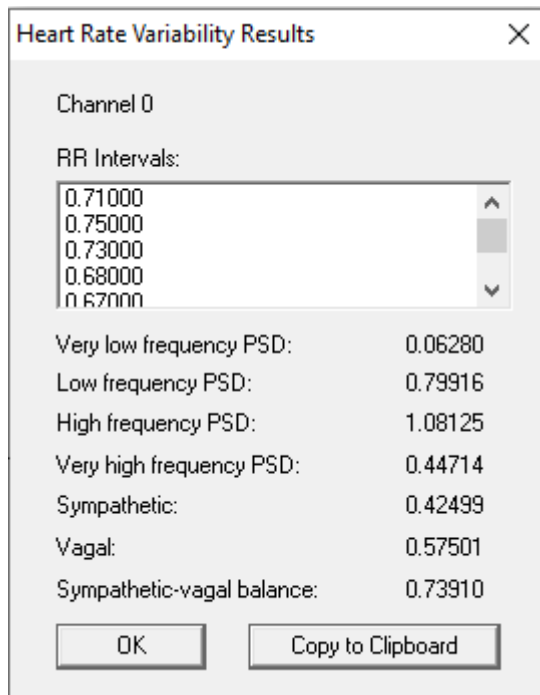 Heart Rate Variability Results
Channel 0
RR Intervals:
0.71000
0.75000
0.73000
0.68000
0.67000
Very low frequency PSD: 0.06280
Low frequency PSD: 0.79916
High frequency PSD: 1.08125
Very high frequency PSD: 0.44714
Sympathetic: 0.42499
Vagal: 0.57501
Sympathetic-vagal balance: 0.73910
OK Copy to Clipboard